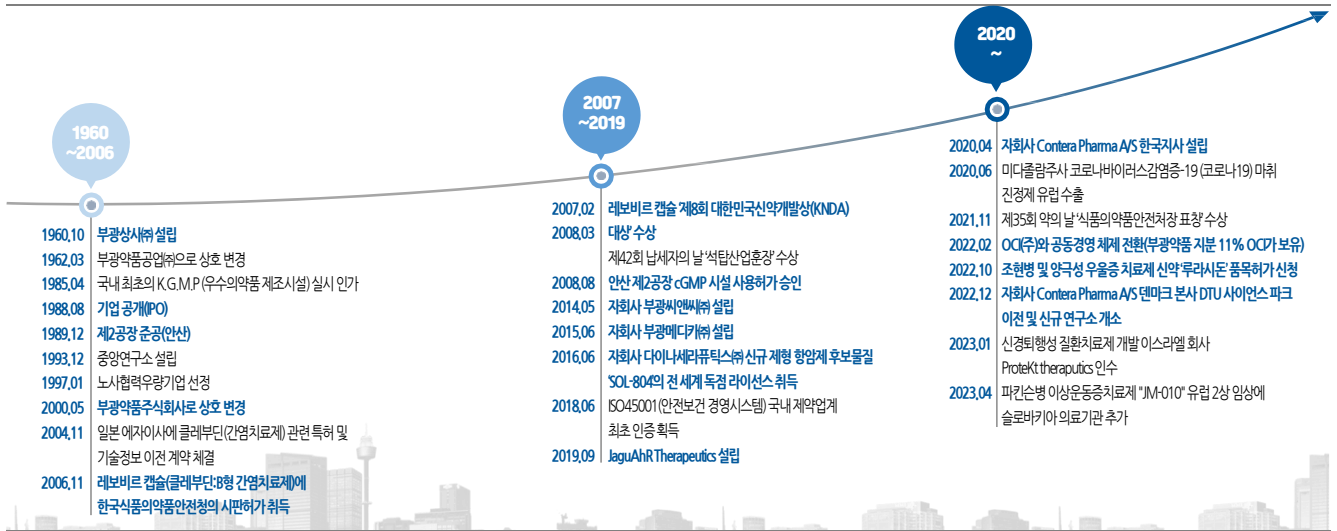 1960
~2006
1960.10 부광상사㈜ 설립
1962.03 부광약품공업㈜으로 상호 변경
1985.04 국내 최초의 K.G.M.P (우수의약품 제조시설) 실시 인가
1988.08 기업 공개(IPO)
1989.12 제2공장 준공(안산)
1993.12 중앙연구소 설립
1997.01 노사협력우량기업 선정
2000.05 부광약품주식회사로 상호 변경
2004.11 일본 에자이사에 클레부딘(간염치료제) 관련 특허 및
기술정보 이전 계약 체결
2006.11 레보비르 캡슐(클레부딘:B형 간염치료제)에
한국식품의약품안전청의 시판허가 취득
2007
~2019
2007.02 레보비르 캡슐 '제8회 대한민국신약개발상(KNDA)
2008.03 대상' 수상
제42회 납세자의 날 '석탑산업훈장' 수상
2008.08 안산 제2공장 cGMP 시설 사용허가 승인
2014.05 자회사 부광씨앤씨㈜ 설립
2015.06 자회사 부광메디카㈜ 설립
2016.06 자회사 다이나세라퓨틱스㈜ 신규 제형 항암제 후보물질
'SOL-804'의 전 세계 독점 라이선스 취득
2018.06 ISO45001(안전보건 경영시스템) 국내 제약업계
최초 인증 획득
2019.09 JaguAhR Therapeutics 설립
2020
~
2020.04 자회사 Contera Pharma A/S 한국지사 설립
2020.06 미다졸람주사 코로나바이러스감염증-19 (코로나19) 마취
진정제 유럽 수출
2021.11 제35회 약의 날 '식품의약품안전처장 표창' 수상
2022.02 OCI(주)와 공동경영 체제 전환(부광약품 지분 11% OCI가 보유)
2022.10 조현병 및 양극성 우울증 치료제 신약 '루라시돈' 품목허가 신청
2022.12 자회사 Contera Pharma A/S 덴마크 본사 DTU 사이언스 파크
이전 및 신규 연구소 개소
2023.01 신경퇴행성 질환치료제 개발 이스라엘 회사
ProteKt theraputics 인수
2023.04 파킨슨병 이상운동증치료제 "JM-010" 유럽 2상 임상에
슬로바키아 의료기관 추가